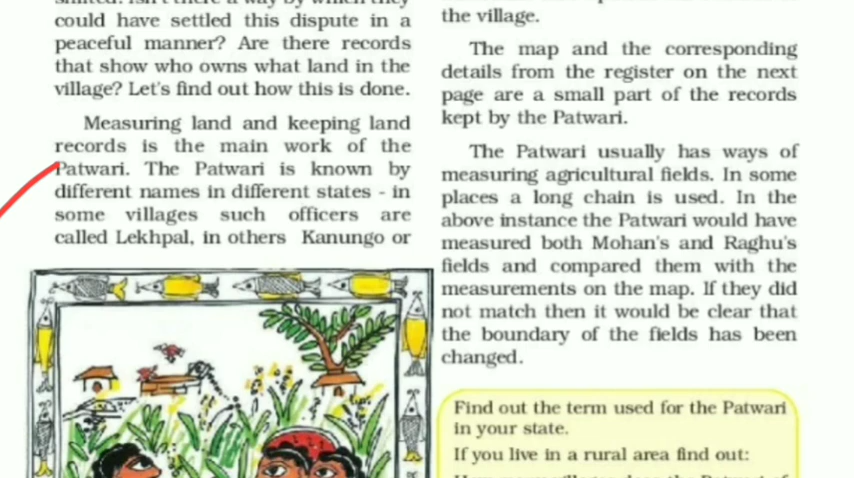 could have settled this dispute in a
peaceful manner? Are there records
that show who owns what land in the
village? Let's find out how this is done.
Measuring land and keeping land
records is the main work of the
Patwari. The Patwari is known by
different names in different states - in
some villages such officers are
called Lekhpal, in others Kanungo or
the village.
The map and the corresponding
details from the register on the next
page are a small part of the records
kept by the Patwari.
The Patwari usually has ways of
measuring agricultural fields. In some
places a long chain is used. In the
above instance the Patwari would have
measured both Mohan's and Raghu's
fields and compared them with the
measurements on the map. If they did
not match then it would be clear that
the boundary of the fields has been
changed.
Find out the term used for the Patwari
in your state.
If you live in a rural area find out: